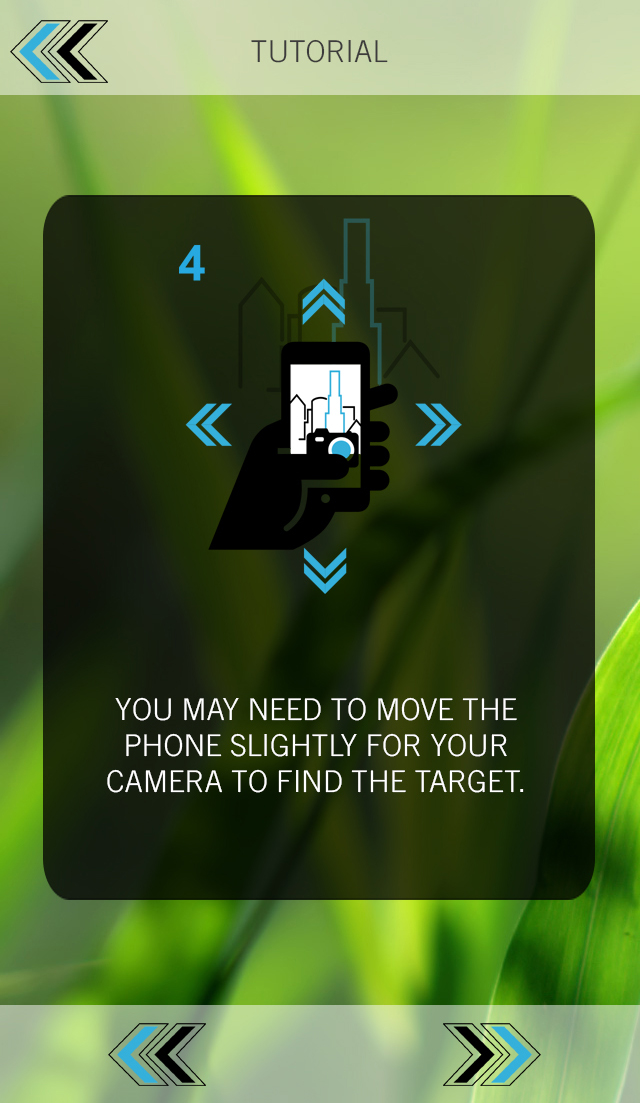 TUTORIAL
4
YOU MAY NEED TO MOVE THE
PHONE SLIGHTLY FOR YOUR
CAMERA TO FIND THE TARGET.